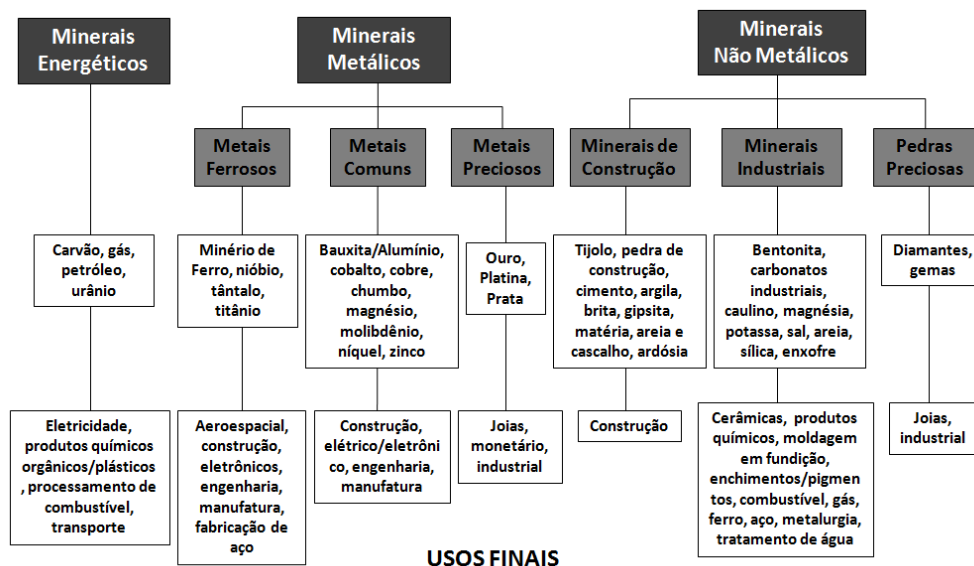 Minerais
Energéticos
Minerais
Metálicos
Minerais
Não Metálicos
Metais
Ferrosos
Metais
Comuns
Metais
Preciosos
Minerais de
Construção
Minerais
Industriais
Pedras
Preciosas
Carvão, gás,
petróleo,
urânio
Minério de
Ferro, nióbio,
tântalo,
titânio
Bauxita/Alumínio,
cobalto, cobre,
chumbo,
magnésio,
molibdênio,
níquel, zinco
Ouro,
Platina,
Prata
Tijolo, pedra de
construção,
cimento, argila,
brita, gipsita,
matéria, areia e
cascalho, ardósia
Bentonita,
carbonatos
industriais,
caulino, magnésia,
potassa, sal, areia,
sílica, enxofre
Diamantes,
gemas
Eletricidade,
produtos químicos
orgânicos/plásticos
, processamento de
combustível,
transporte
Aeroespacial,
construção,
eletrônicos,
engenharia,
manufatura,
fabricação de
aço
Construção,
elétrico/eletrôni
co, engenharia,
manufatura
Joias,
monetário,
industrial
Construção
Cerâmicas, produtos
químicos, moldagem
em fundição,
enchimentos/pigmen
tos, combustível, gás,
ferro, aço, metalurgia,
tratamento de água
Joias,
industrial
USOS FINAIS